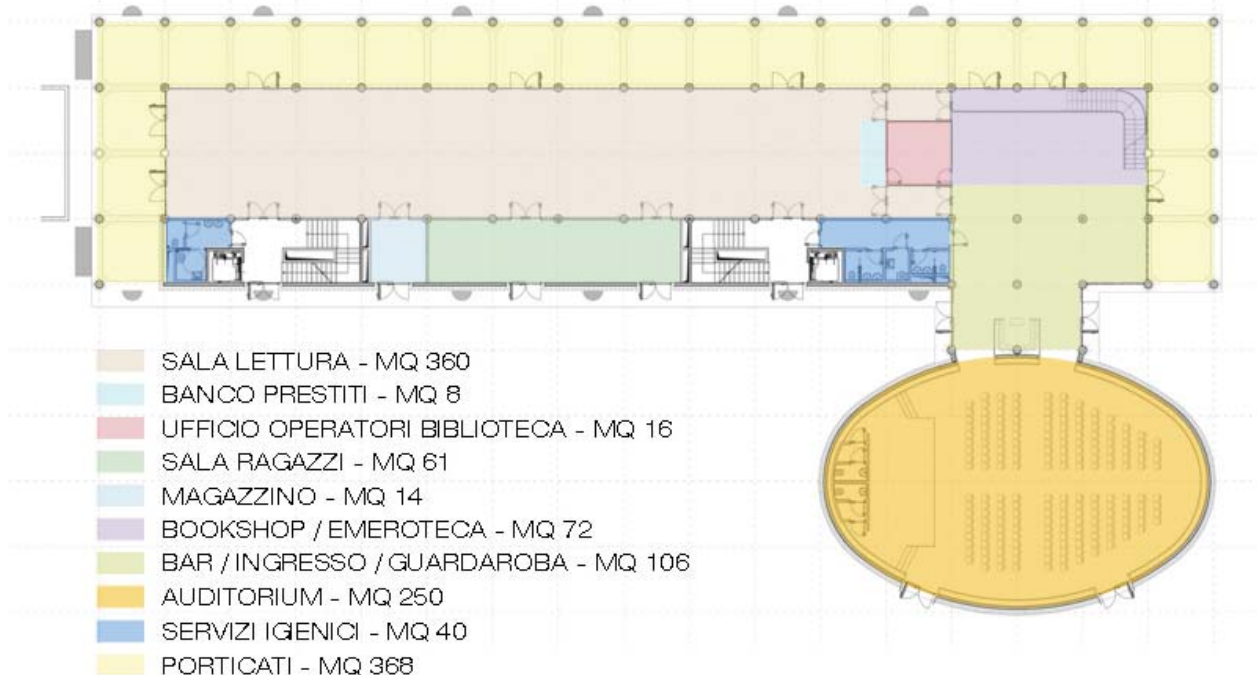 SALA LETTURA - MQ 360
BANCO PRESTITI - MQ 8
UFFICIO OPERATORI BIBLIOTECA - MQ 16
SALA RAGAZZI - MQ 61
MAGAZZINO - MQ 14
BOOKSHOP / EMEROTECA - MQ 72
BAR / INGRESSO / GUARDAROBA - MQ 106
AUDITORIUM - MQ 250
SERVIZI IGIENICI - MQ 40
PORTICATI - MQ 368